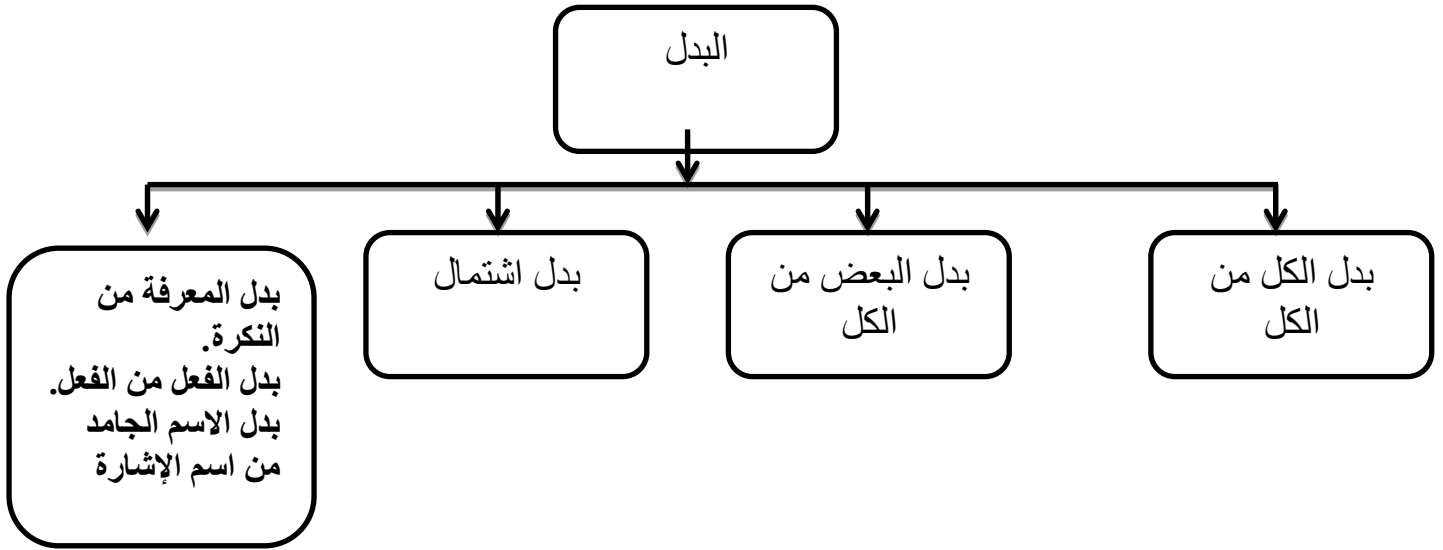 البدل
بدل الكل من
الكل
بدل البعض من
الكل
بدل اشتمال
بدل المعرفة من
النكرة.
بدل الفعل من الفعل.
بدل الاسم الجامد
من اسم الإشارة